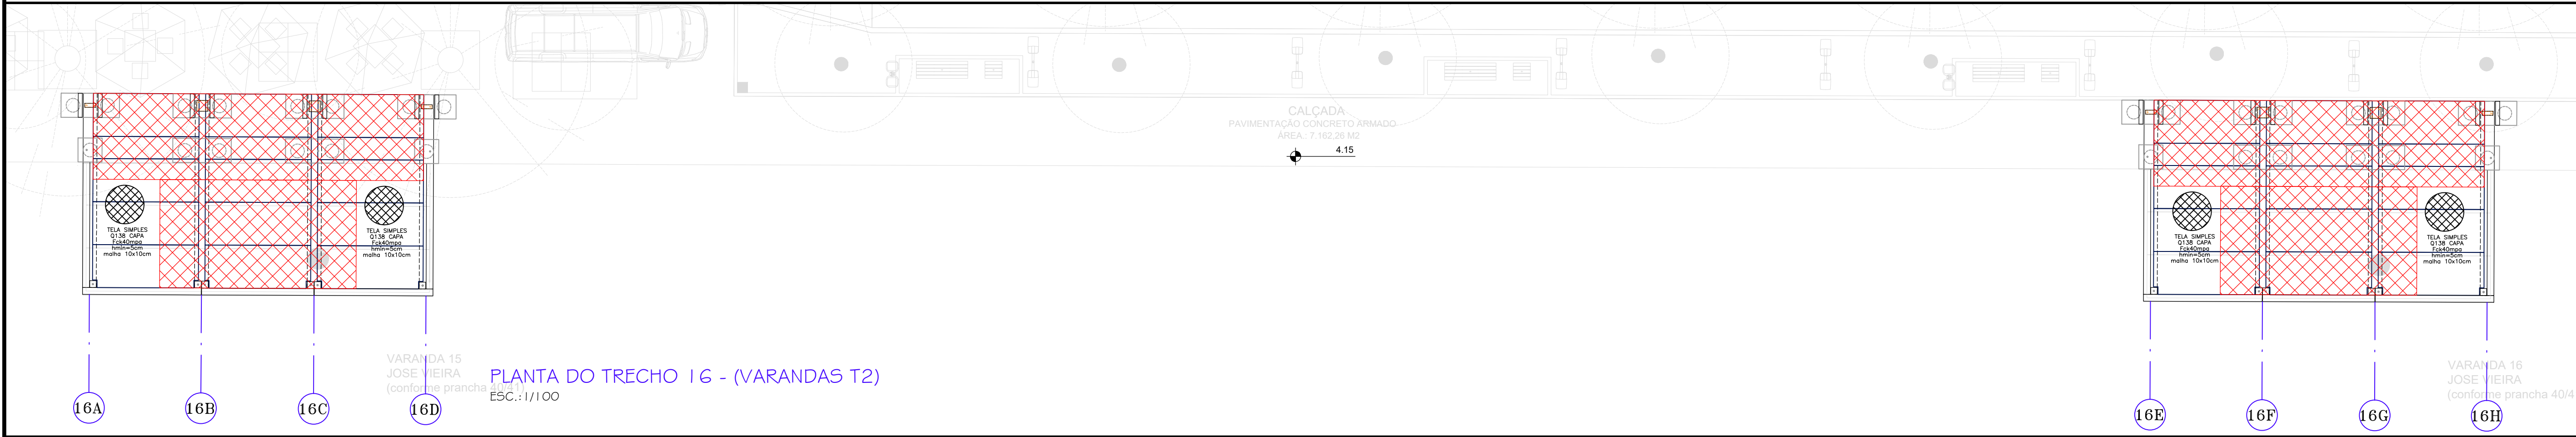 CALÇADA
PAVIMENTAÇÃO CONCRETO ARMADO
ÁREA.: 7.162,26 M2
4.15
TELA SIMPLES
Q138 CAPA
Fck40mpa
hmin=5cm
malha 10x10cm
TELA SIMPLES
Q138 CAPA
Fck40mpa
hmin=5cm
malha 10x10cm
TELA SIMPLES
Q138 CAPA
Fck40mpa
hmin=5cm
malha 10x10cm
TELA SIMPLES
Q138 CAPA
Fck40mpa
hmin=5cm
malha 10x10cm
VARANDA 15
JOSE VIEIRA
(conforme prancha 40/41)
PLANTA DO TRECHO 16 - (VARANDAS T2)
ESC.:1/100
VARANDA 16
JOSE VIEIRA
(conforme prancha 40/4
16A
16B
16C
16D
16E
16F
16G
16H